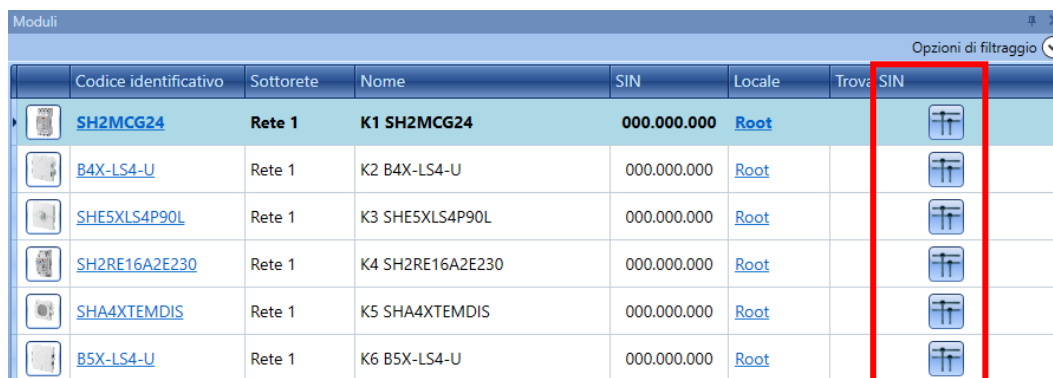 Moduli
Opzioni di filtraggio
Codice identificativo Sottorete Nome SIN Locale Trova SIN
SH2MCG24 Rete 1 K1 SH2MCG24 000.000.000 Root
B4X-LS4-U Rete 1 K2 B4X-LS4-U 000.000.000 Root
SHE5XLS4P90L Rete 1 K3 SHE5XLS4P90L 000.000.000 Root
SH2RE16A2E230 Rete 1 K4 SH2RE16A2E230 000.000.000 Root
SHA4XTEMDIS Rete 1 K5 SHA4XTEMDIS 000.000.000 Root
B5X-LS4-U Rete 1 K6 B5X-LS4-U 000.000.000 Root